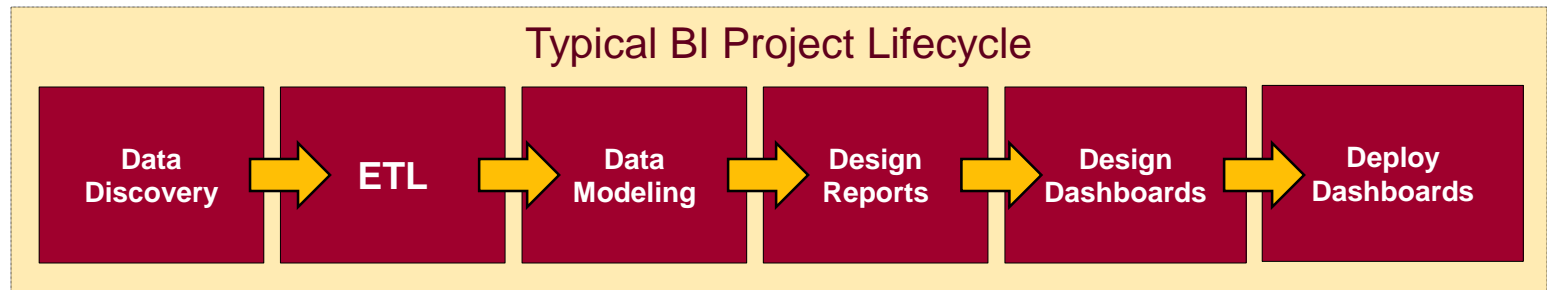 Typical BI Project Lifecycle
Data
Discovery
ETL
Data
Modeling
Design
Reports
Design
Dashboards
Deploy
Dashboards